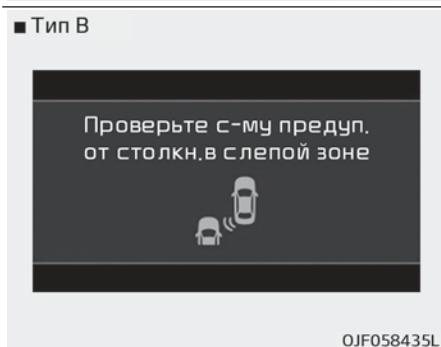 ■ Тип B
Проверьте с-му предуп.
от столкн.в слепой зоне
OJF058435L